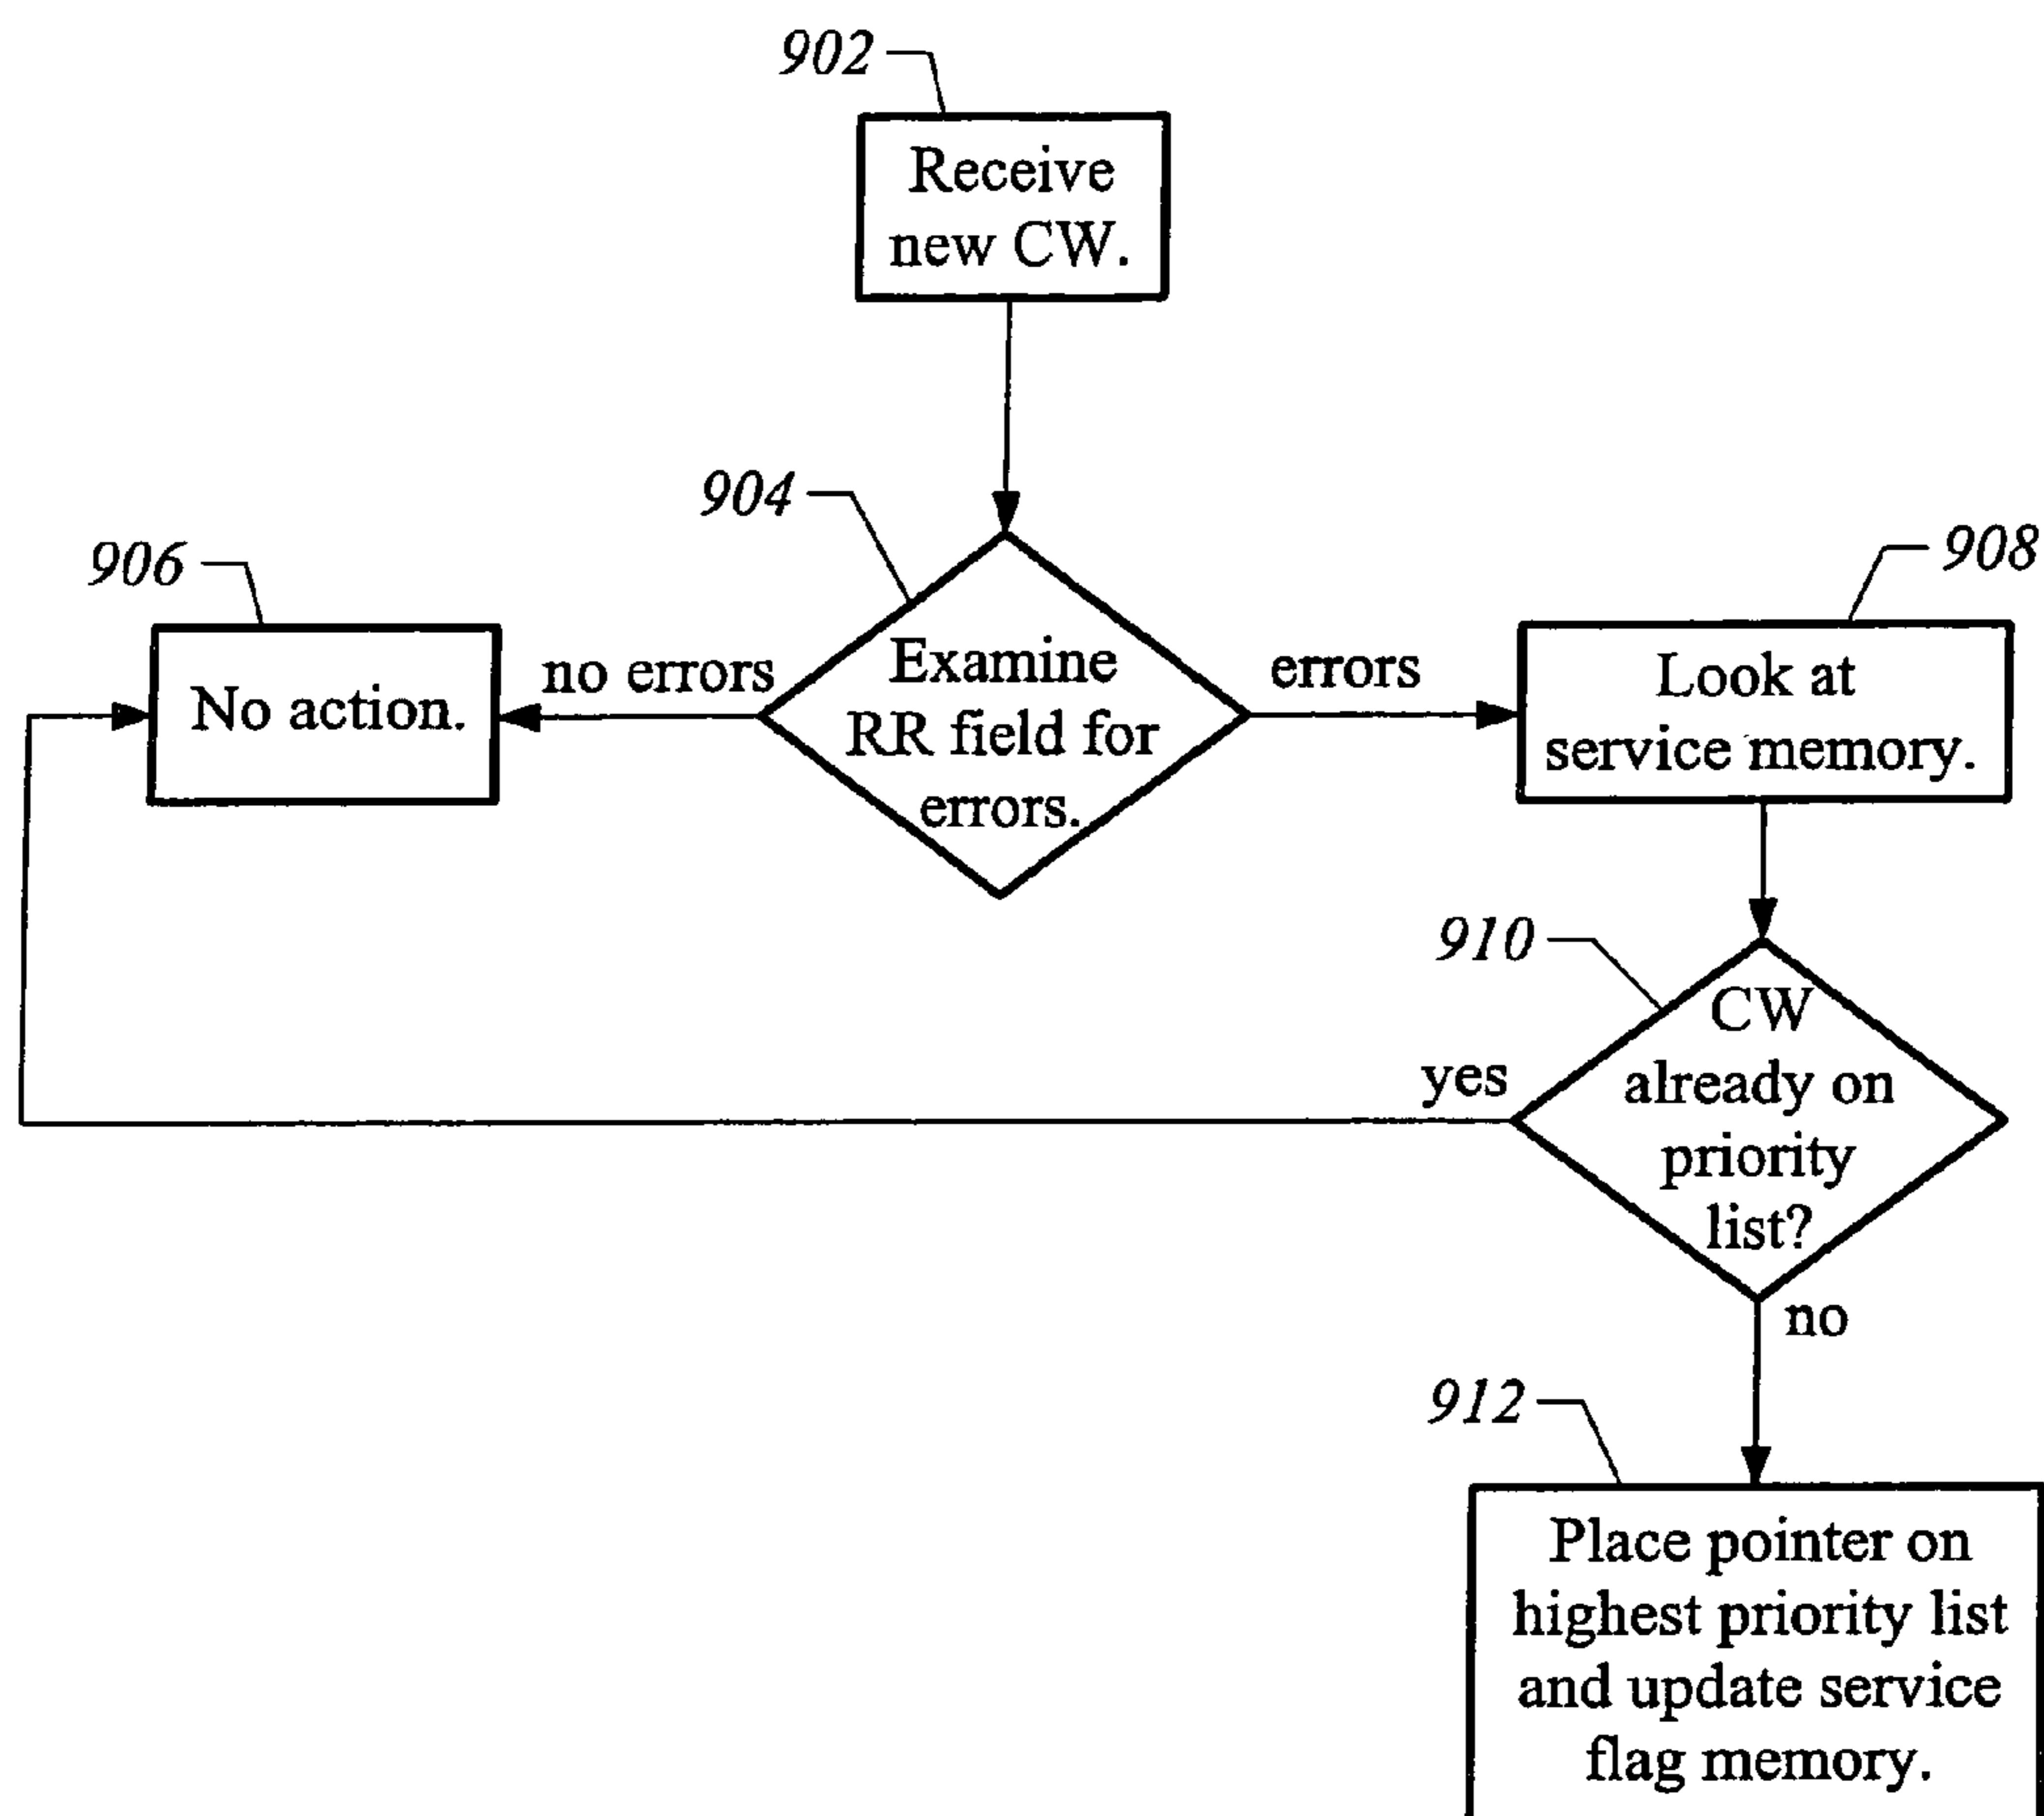 902
Receive
new CW.
904
Examine
RR field for
errors.
no errors
906
No action.
errors
908
Look at
service memory.
910
CW
already on
priority
list?
yes
no
912
Place pointer on
highest priority list
and update service
flag memory.